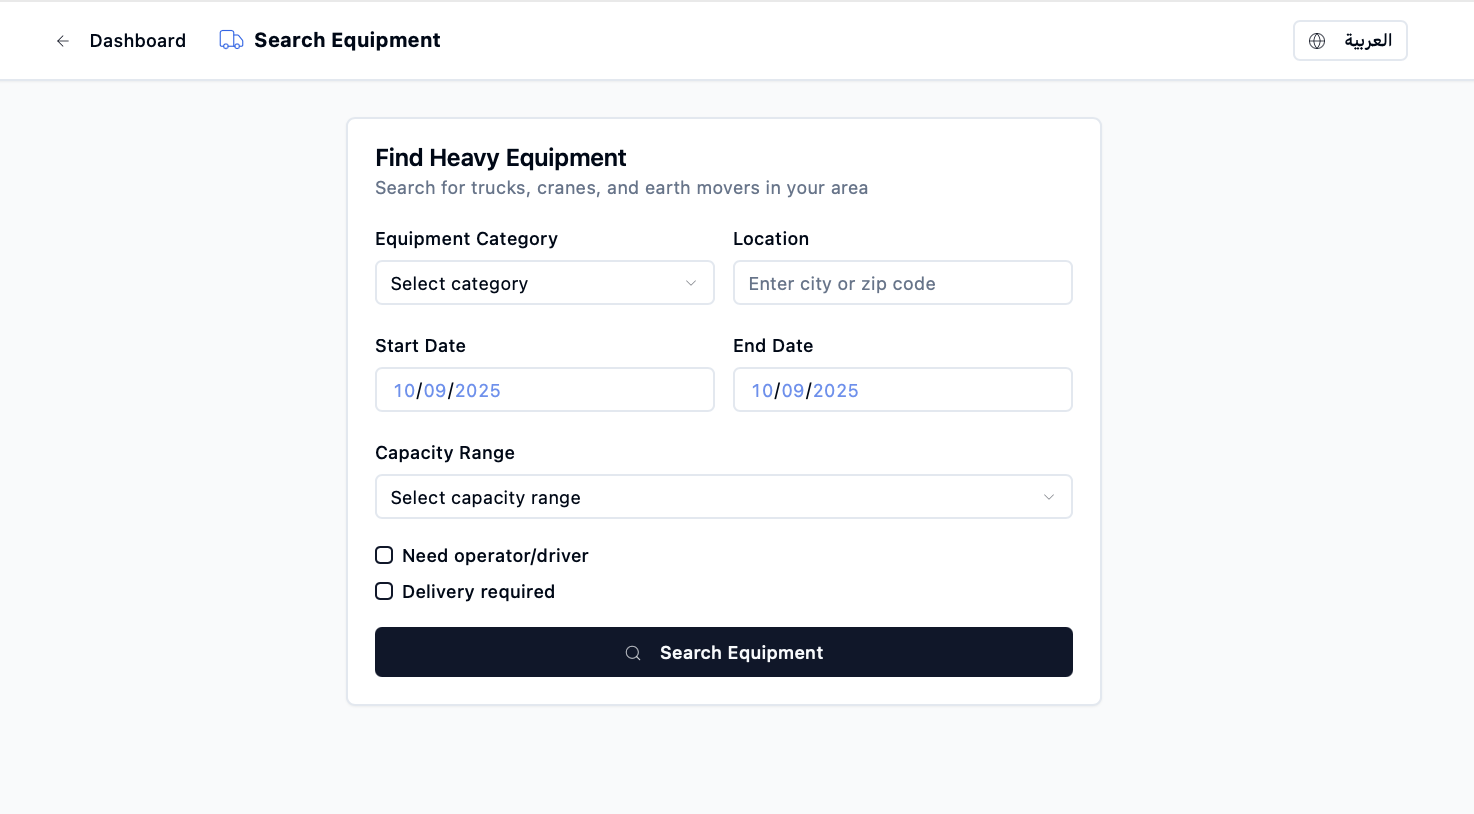 Dashboard
Search Equipment
العربية
Find Heavy Equipment
Search for trucks, cranes, and earth movers in your area
Equipment Category
Location
Select category
Enter city or zip code
Start Date
End Date
10/09/2025
10/09/2025
Capacity Range
Select capacity range
Need operator/driver
Delivery required
Search Equipment